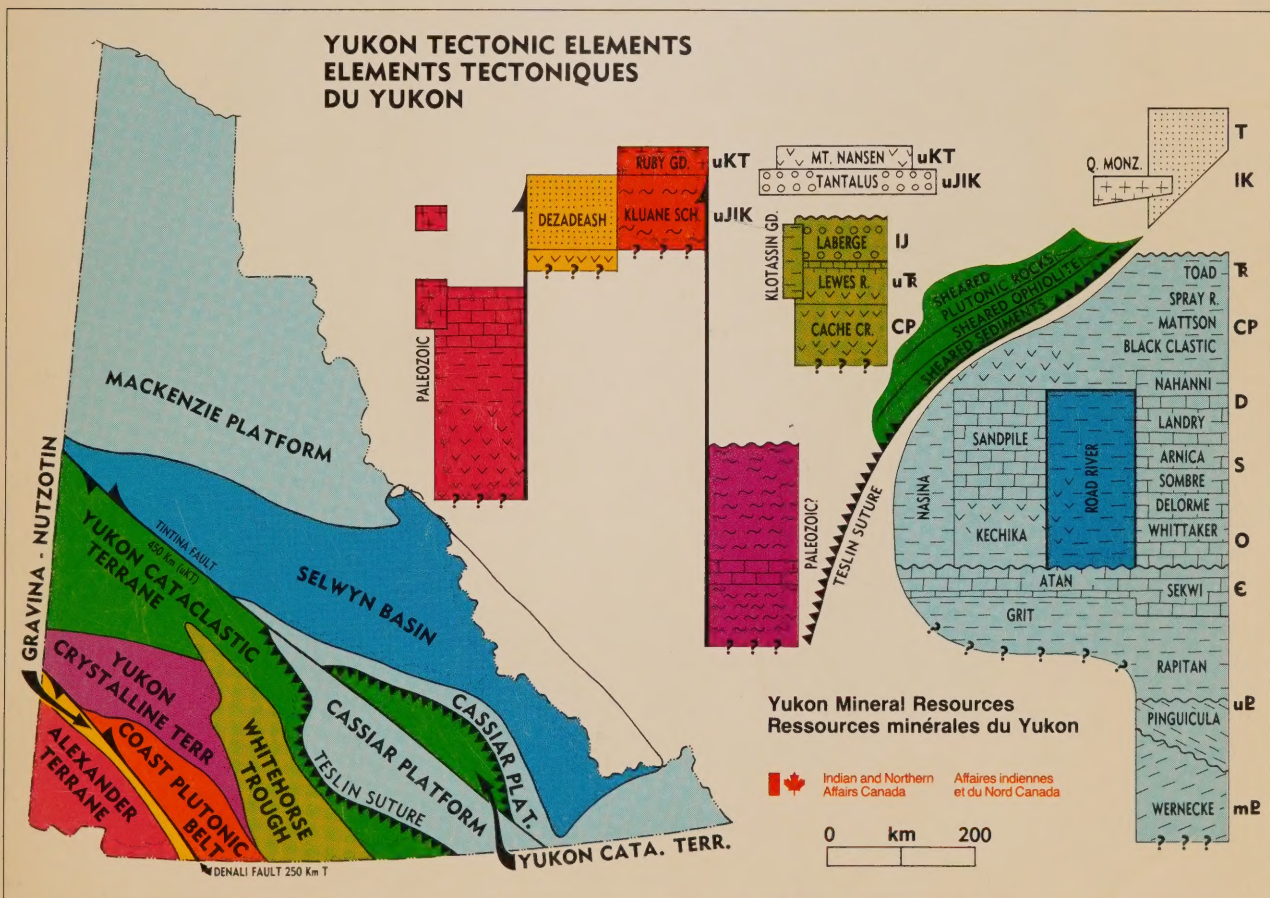 YUKON TECTONIC ELEMENTS
ELEMENTS TECTONIQUES
DU YUKON
MACKENZIE PLATFORM
SELWYN BASIN
TINTINA FAULT
450 Km (uKT)
YUKON CATACLASTIC
TERRANE
GRAVINA - NUTZOTIN
YUKON
CRYSTALLINE TERR
COAST PLUTONIC
BELT
ALEXANDER
TERRANE
WHITEHORSE
TROUGH
TESLIN SUTURE
CASSIAR PLATFORM
CASSIAR PLAT.
YUKON CATA. TERR.
DENALI FAULT 250 Km T
PALEOZOIC
? ? ?
DEZADEASH
? ? ?
RUBY GD.
uKT
KLUANE SCH.
uJlK
? ? ?
MT. NANSEN
uKT
TANTALUS
uJlK
KLOTASSIN GD.
LABERGE
lJ
LEWES R.
uTR
CACHE CR.
CP
? ? ?
PALEOZOIC?
? ? ?
TESLIN SUTURE
SHEARED
PLUTONIC ROCKS
SHEARED OPHIOLITE
SHEARED SEDIMENTS
Q. MONZ.
T
lK
TOAD
TR
SPRAY R.
MATTSON
CP
BLACK CLASTIC
NAHANNI
D
LANDRY
ARNICA
S
SOMBRE
DELORME
WHITTAKER
O
NASINA
SANDPILE
KECHIKA
ROAD RIVER
ATAN
SEKWI
Є
GRIT
? ? ? ? ? ?
RAPITAN
uP
PINGUICULA
WERNECKE
mP
? ? ?
Yukon Mineral Resources
Ressources minérales du Yukon
Indian and Northern
Affairs Canada
Affaires indiennes
et du Nord Canada
0 km 200